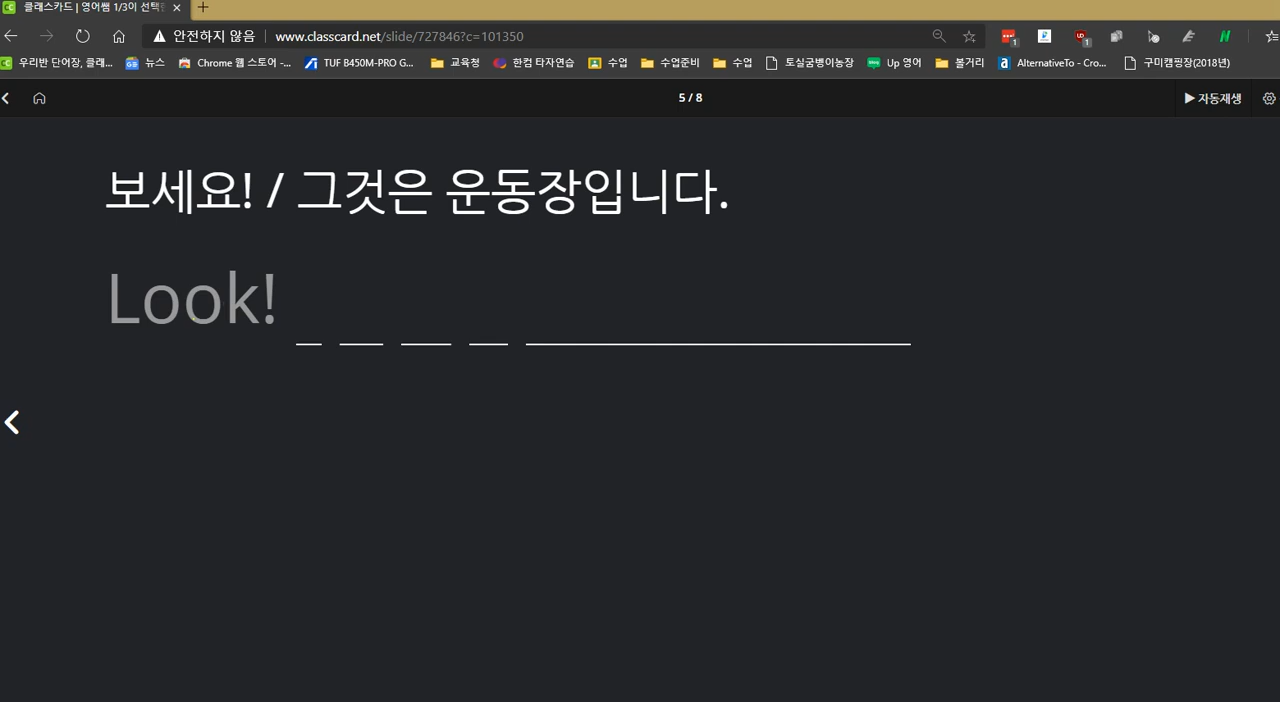 클래스카드 | 영어쌤 1/3이 선택한
안전하지 않음 www.classcard.net/slide/727846?c=101350
우리반 단어장, 클래... 뉴스 Chrome 웹 스토어 -... TUF B450M-PRO G... 교육청 한컴 타자연습 수업 수업준비 수업 토실굼벵이농장 Up 영어 볼거리 AlternativeTo - Cro... 구미캠핑장(2018년)
5 / 8 ▶ 자동재생
보세요! / 그것은 운동장입니다.
Look!